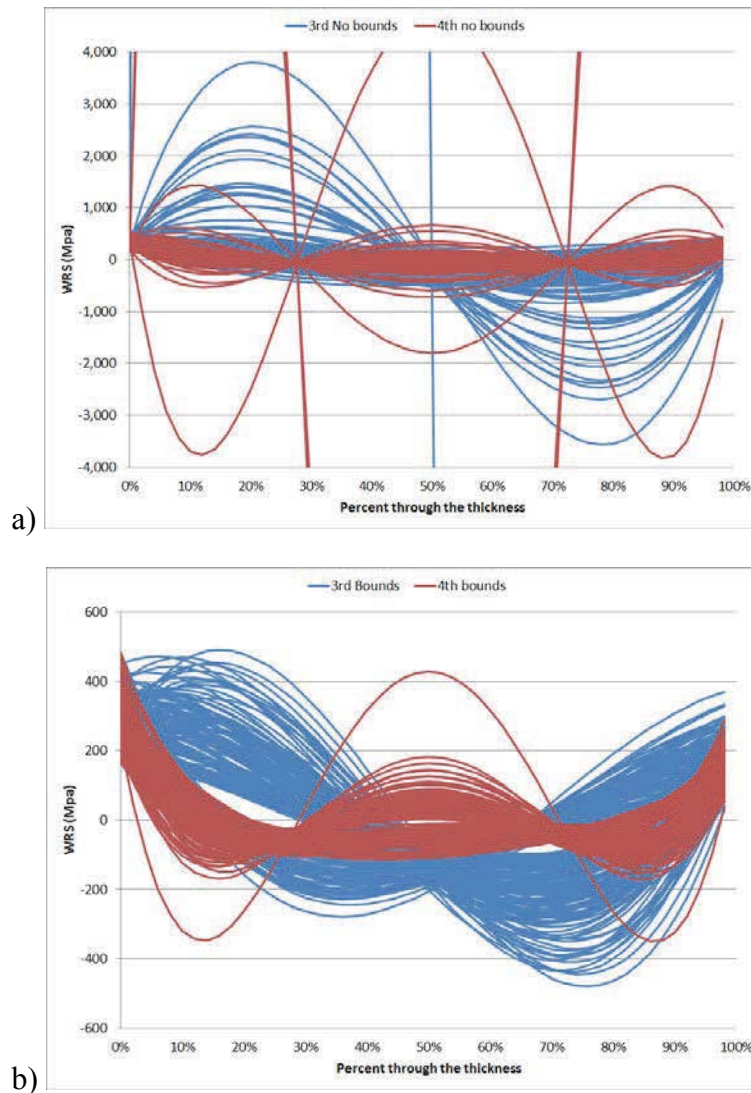 3rd No bounds 4th no bounds
4,000
3,000
2,000
1,000
0
-1,000
-2,000
-3,000
-4,000
WRS (Mpa)
0% 10% 20% 30% 40% 50% 60% 70% 80% 90% 100%
Percent through the thickness
a)
3rd Bounds 4th bounds
600
400
200
0
-200
-400
-600
WRS (Mpa)
0% 10% 20% 30% 40% 50% 60% 70% 80% 90% 100%
Percent through the thickness
b)